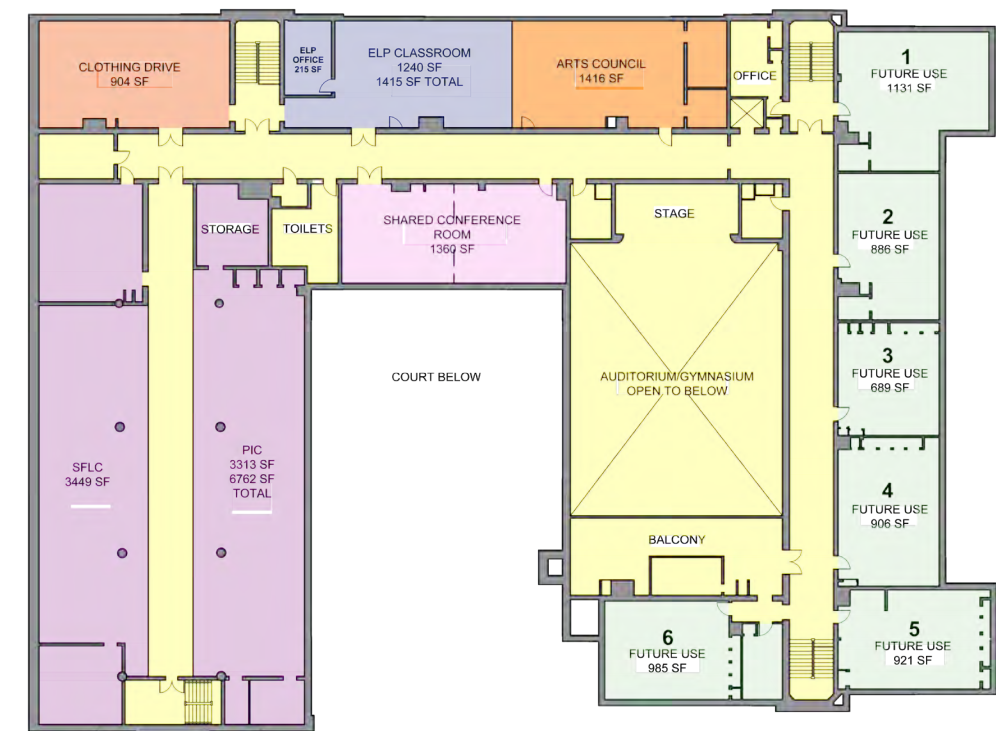 CLOTHING DRIVE
904 SF
ELP
OFFICE
215 SF
ELP CLASSROOM
1240 SF
1415 SF TOTAL
ARTS COUNCIL
1416 SF
OFFICE
1
FUTURE USE
1131 SF
STORAGE
TOILETS
SHARED CONFERENCE
ROOM
1360 SF
STAGE
2
FUTURE USE
886 SF
COURT BELOW
AUDITORIUM/GYMNASIUM
OPEN TO BELOW
3
FUTURE USE
689 SF
SFLC
3449 SF
PIC
3313 SF
6762 SF
TOTAL
4
FUTURE USE
906 SF
BALCONY
6
FUTURE USE
985 SF
5
FUTURE USE
921 SF